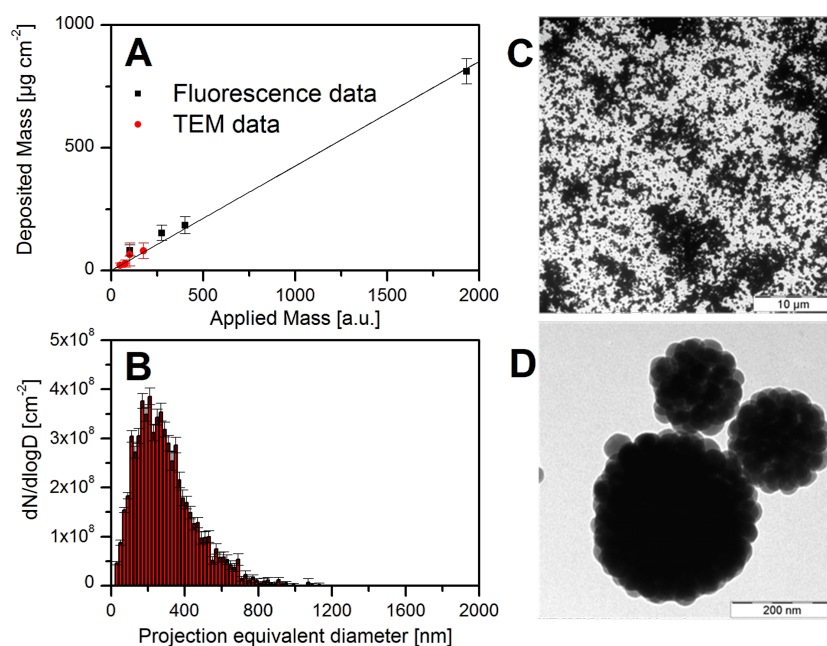 A
Fluorescence data
TEM data
Deposited Mass [µg cm⁻²]
1000
500
0
0 500 1000 1500 2000
Applied Mass [a.u.]
B
dN/dlogD [cm⁻²]
5x10⁸
4x10⁸
3x10⁸
2x10⁸
1x10⁸
0
0 400 800 1200 1600 2000
Projection equivalent diameter [nm]
C
10 µm
D
200 nm